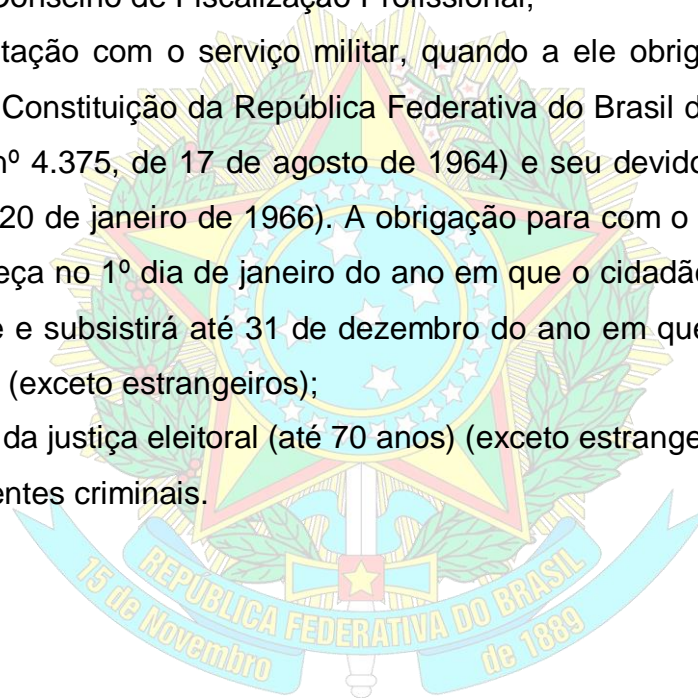 Conselho de Fiscalização Profissional;
tação com o serviço militar, quando a ele obrig
Constituição da República Federativa do Brasil d
nº 4.375, de 17 de agosto de 1964) e seu devido
20 de janeiro de 1966). A obrigação para com o
eça no 1º dia de janeiro do ano em que o cidadão
e e subsistirá até 31 de dezembro do ano em que
(exceto estrangeiros);
da justiça eleitoral (até 70 anos) (exceto estrange
entes criminais.
REPÚBLICA FEDERATIVA DO BRASIL
15 de Novembro de 1889